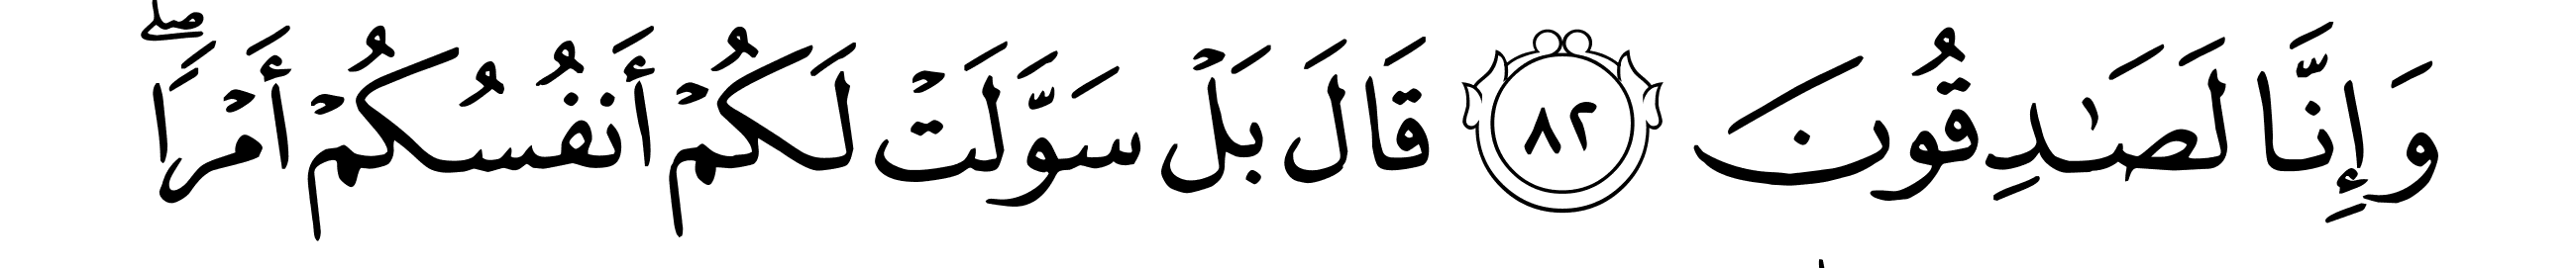 وَإِنَّا لَصَـٰدِقُونَ ٨٢ قَالَ بَلْ سَوَّلَتْ لَكُمْ أَنفُسُكُمْ أَمْرًاۖ